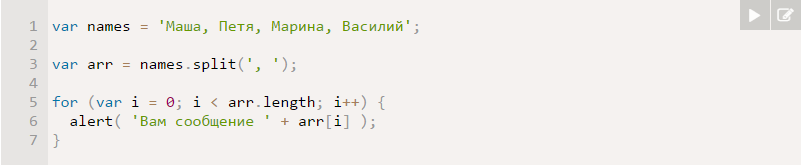 1 var names = 'Маша, Петя, Марина, Василий';
2
3 var arr = names.split(', ');
4
5 for (var i = 0; i < arr.length; i++) {
6   alert( 'Вам сообщение ' + arr[i] );
7 }